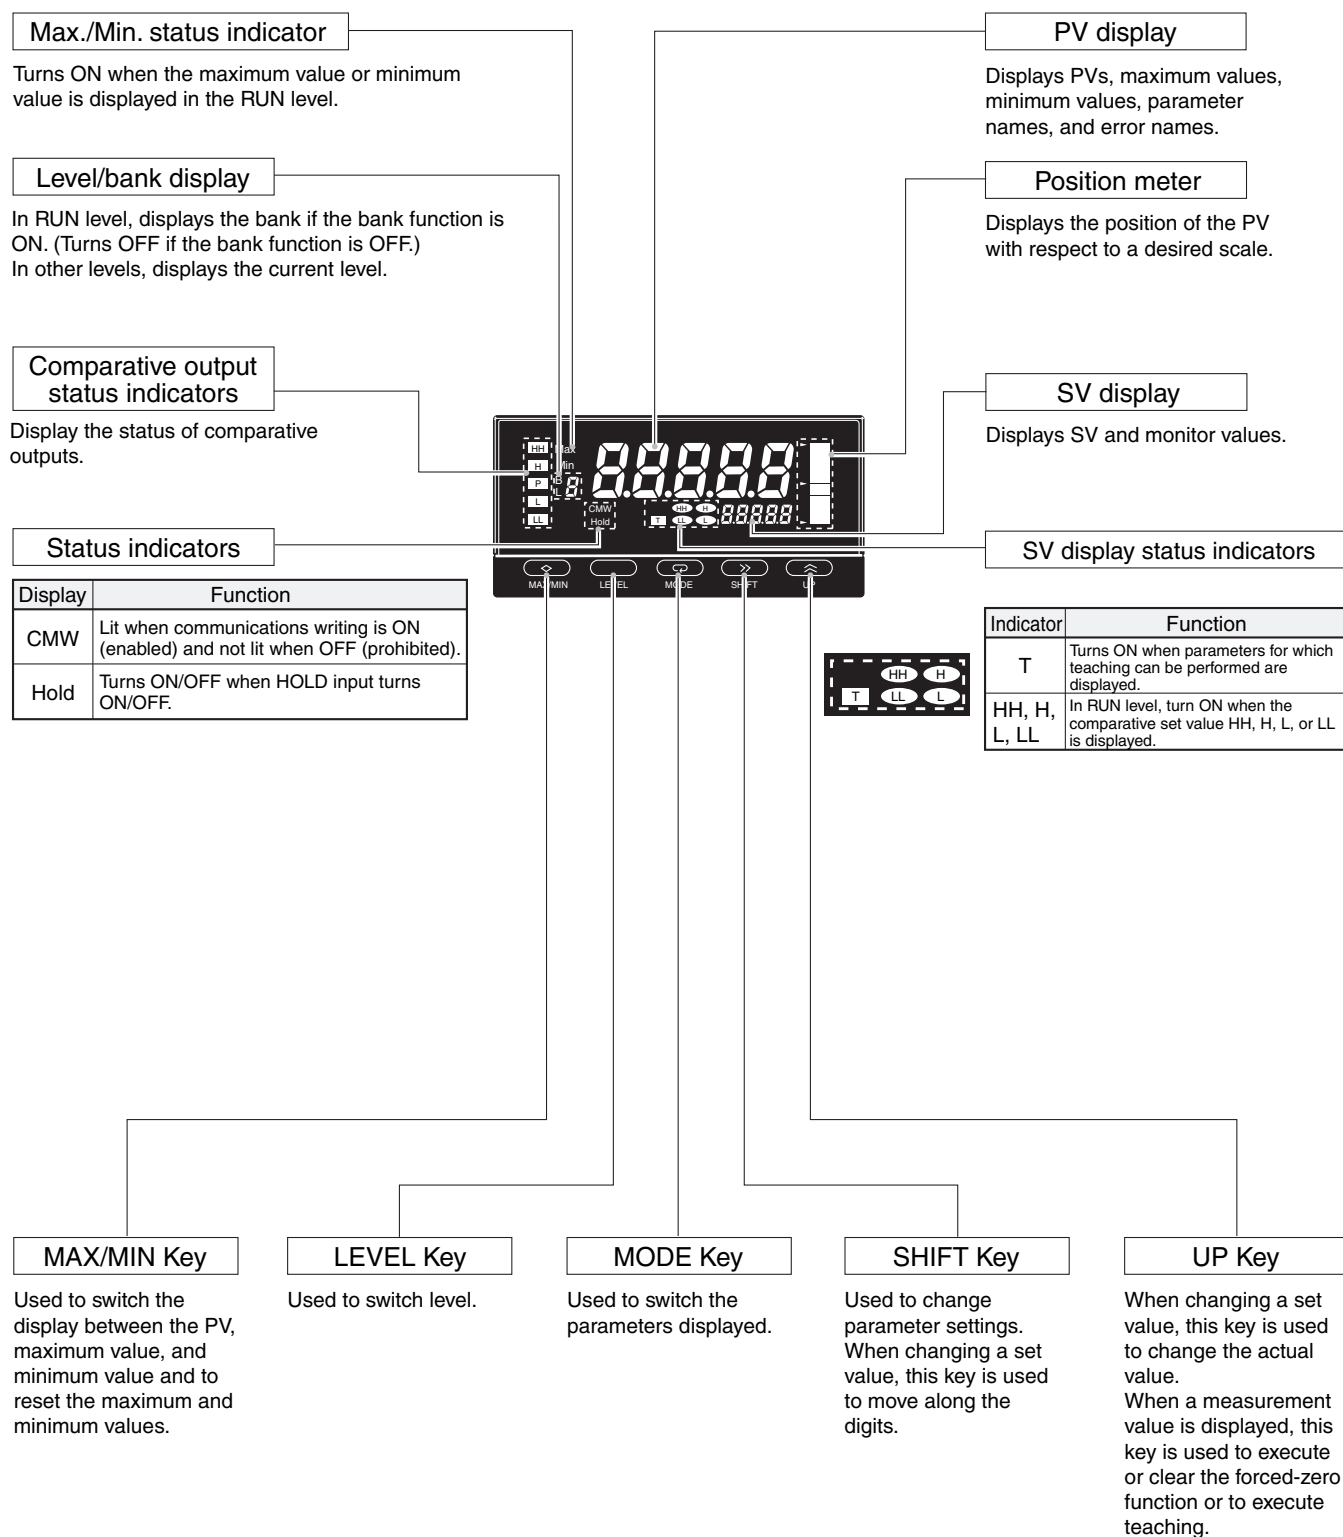 Max./Min. status indicator
Turns ON when the maximum value or minimum
value is displayed in the RUN level.
Level/bank display
In RUN level, displays the bank if the bank function is
ON. (Turns OFF if the bank function is OFF.)
In other levels, displays the current level.
Comparative output
status indicators
Display the status of comparative
outputs.
Status indicators
Display Function
CMW
Lit when communications writing is ON
(enabled) and not lit when OFF (prohibited).
Hold
Turns ON/OFF when HOLD input turns
ON/OFF.
PV display
Displays PVs, maximum values,
minimum values, parameter
names, and error names.
Position meter
Displays the position of the PV
with respect to a desired scale.
SV display
Displays SV and monitor values.
SV display status indicators
Indicator Function
T
Turns ON when parameters for which
teaching can be performed are
displayed.
HH, H,
L, LL
In RUN level, turn ON when the
comparative set value HH, H, L, or LL
is displayed.
HH
H
P
L
LL
Max
Min
B
L
8
8.8.8.8.8
CMW
Hold
T HH H
LL L
88888
MAX/MIN LEVEL MODE SHIFT UP
HH H
T LL L
MAX/MIN Key
Used to switch the
display between the PV,
maximum value, and
minimum value and to
reset the maximum and
minimum values.
LEVEL Key
Used to switch level.
MODE Key
Used to switch the
parameters displayed.
SHIFT Key
Used to change
parameter settings.
When changing a set
value, this key is used
to move along the
digits.
UP Key
When changing a set
value, this key is used
to change the actual
value.
When a measurement
value is displayed, this
key is used to execute
or clear the forced-zero
function or to execute
teaching.